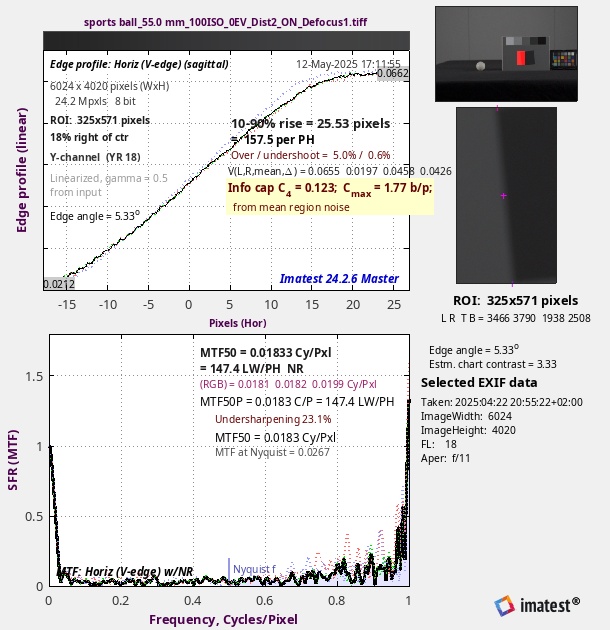 sports ball_55.0 mm_100ISO_0EV_Dist2_ON_Defocus1.tiff
Edge profile: Horiz (V-edge) (sagittal)
12-May-2025 17:11:55
0.0662
6024 x 4020 pixels (WxH)
24.2 Mpxls 8 bit
ROI: 325x571 pixels
18% right of ctr
Y-channel (YR 18)
Linearized, gamma = 0.5
from input
Edge angle = 5.33⁰
10-90% rise = 25.53 pixels
= 157.5 per PH
Over / undershoot = 5.0% / 0.6%
V(L,R,mean,Δ) = 0.0655 0.0197 0.0458 0.0426
Info cap C₄ = 0.123; Cmax = 1.77 b/p;
from mean region noise
0.0212
Imatest 24.2.6 Master
Edge profile (linear)
-15 -10 -5 0 5 10 15 20 25
Pixels (Hor)
ROI: 325x571 pixels
L R T B = 3466 3790 1938 2508
MTF50 = 0.01833 Cy/Pxl
= 147.4 LW/PH NR
(RGB) = 0.0181 0.0182 0.0199 Cy/Pxl
MTF50P = 0.0183 C/P = 147.4 LW/PH
Undersharpening 23.1%
MTF50 = 0.0183 Cy/Pxl
MTF at Nyquist = 0.0267
MTF: Horiz (V-edge) w/NR
Nyquist f
SFR (MTF)
1.5
1
0.5
0
0 0.2 0.4 0.6 0.8 1
Frequency, Cycles/Pixel
Edge angle = 5.33⁰
Estm. chart contrast = 3.33
Selected EXIF data
Taken: 2025:04:22 20:55:22+02:00
ImageWidth: 6024
ImageHeight: 4020
FL: 18
Aper: f/11
imatest®